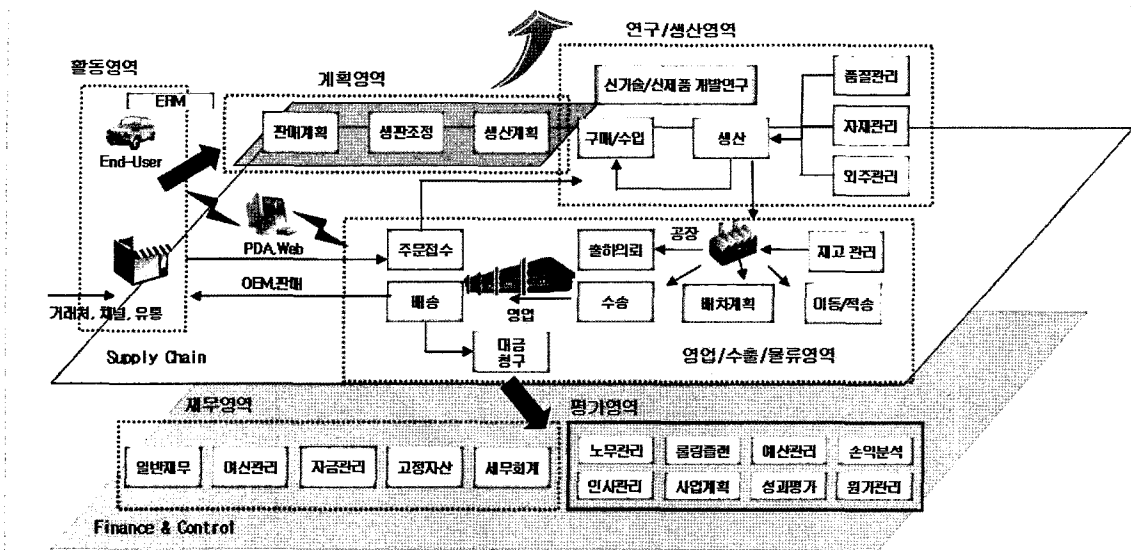 연구/생산영역
활동영역
계획영역
ERM
End-User
신기술/신제품 개발연구
품질관리
판매계획
생판조정
생산계획
구매/수입
생산
자재관리
외주관리
PDA,Web
주문접수
출하의뢰
공장
재고 관리
OEM,판매
배송
영업
수송
배차계획
이동/적송
거래처, 채널, 유통
대금
청구
Supply Chain
영업/수출/물류영역
재무영역
평가영역
일반재무
여신관리
자금관리
고정자산
세무회계
노무관리
롤링플랜
예산관리
손익분석
인사관리
사업계획
성과평가
원가관리
Finance & Control